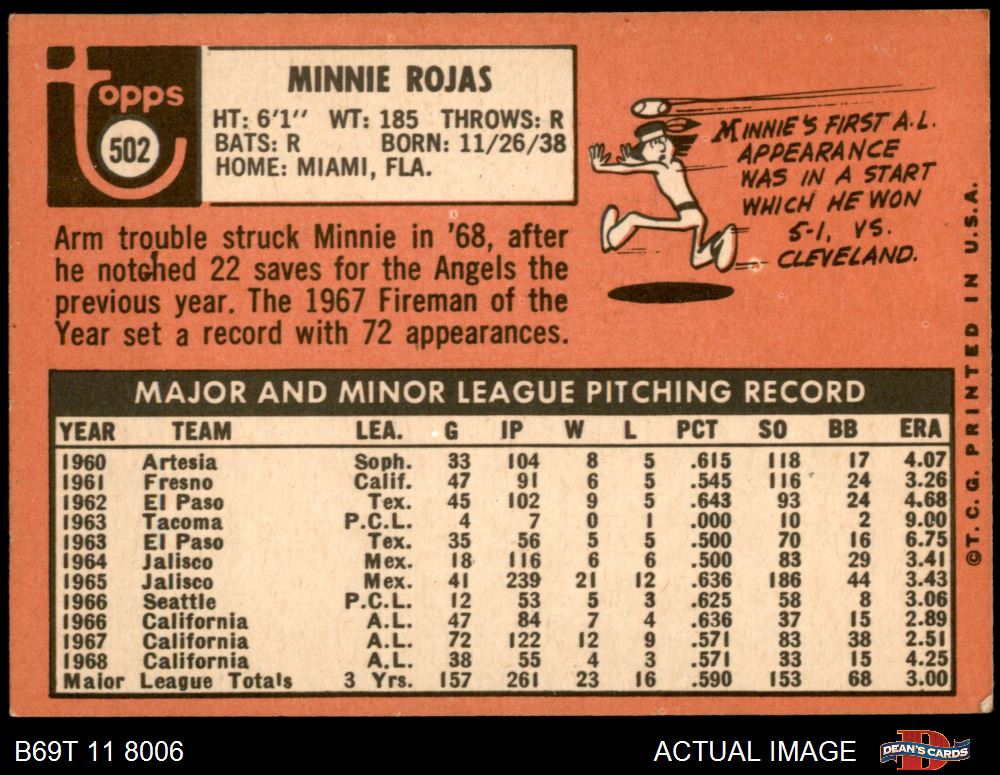 topps
502
MINNIE ROJAS
HT: 6'1" WT: 185 THROWS: R
BATS: R BORN: 11/26/38
HOME: MIAMI, FLA.
MINNIE'S FIRST A.L.
APPEARANCE
WAS IN A START
WHICH HE WON
5-1, VS.
CLEVELAND.
Arm trouble struck Minnie in '68, after
he notched 22 saves for the Angels the
previous year. The 1967 Fireman of the
Year set a record with 72 appearances.
MAJOR AND MINOR LEAGUE PITCHING RECORD
YEAR TEAM LEA. G IP W L PCT SO BB ERA
1960 Artesia Soph. 33 104 8 5 .615 118 17 4.07
1961 Fresno Calif. 47 91 6 5 .545 116 24 3.26
1962 El Paso Tex. 45 102 9 5 .643 93 24 4.68
1963 Tacoma P.C.L. 4 7 0 1 .000 10 2 9.00
1963 El Paso Tex. 35 56 5 5 .500 70 16 6.75
1964 Jalisco Mex. 18 116 6 6 .500 83 29 3.41
1965 Jalisco Mex. 41 239 21 12 .636 186 44 3.43
1966 Seattle P.C.L. 12 53 5 3 .625 58 8 3.06
1966 California A.L. 47 84 7 4 .636 37 15 2.89
1967 California A.L. 72 122 12 9 .571 83 38 2.51
1968 California A.L. 38 55 4 3 .571 33 15 4.25
Major League Totals 3 Yrs. 157 261 23 16 .590 153 68 3.00
©T. C. G. PRINTED IN U.S.A.
B69T 11 8006
ACTUAL IMAGE
DEAN'S CARDS